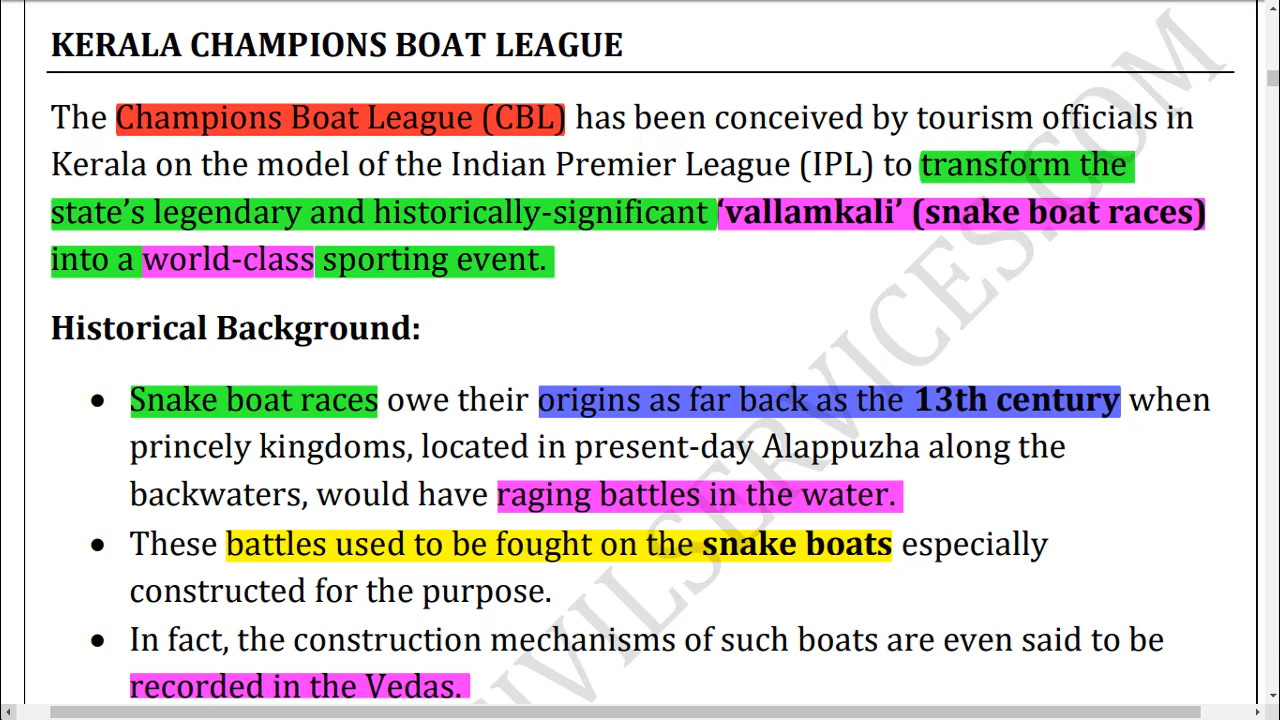 KERALA CHAMPIONS BOAT LEAGUE
The Champions Boat League (CBL) has been conceived by tourism officials in
Kerala on the model of the Indian Premier League (IPL) to transform the
state’s legendary and historically-significant ‘vallamkali’ (snake boat races)
into a world-class sporting event.
Historical Background:
• Snake boat races owe their origins as far back as the 13th century when
princely kingdoms, located in present-day Alappuzha along the
backwaters, would have raging battles in the water.
• These battles used to be fought on the snake boats especially
constructed for the purpose.
• In fact, the construction mechanisms of such boats are even said to be
recorded in the Vedas.
CIVILSERVICES.COM